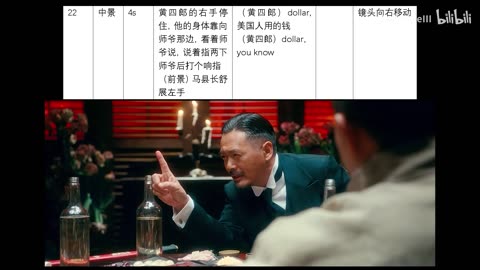 22
中景
4s
黄四郎的右手停
住，他的身体靠向
师爷那边，看着师
爷说，说着指两下
师爷后打个响指
（前景）马县长舒
展左手
（黄四郎）dollar,
美国人用的钱
（黄四郎）dollar,
you know
镜头向右移动
bilibili